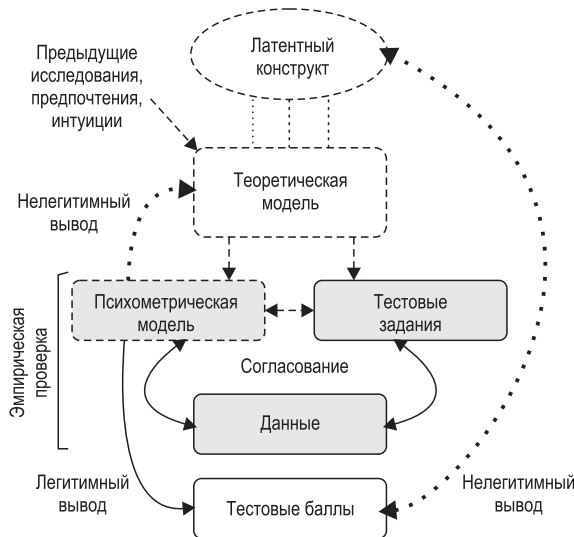 Латентный
конструкт
Предыдущие
исследования,
предпочтения,
интуиции
Теоретическая
модель
Нелегитимный
вывод
Психометрическая
модель
Тестовые
задания
Эмпирическая
проверка
Согласование
Данные
Легитимный
вывод
Тестовые баллы
Нелегитимный
вывод